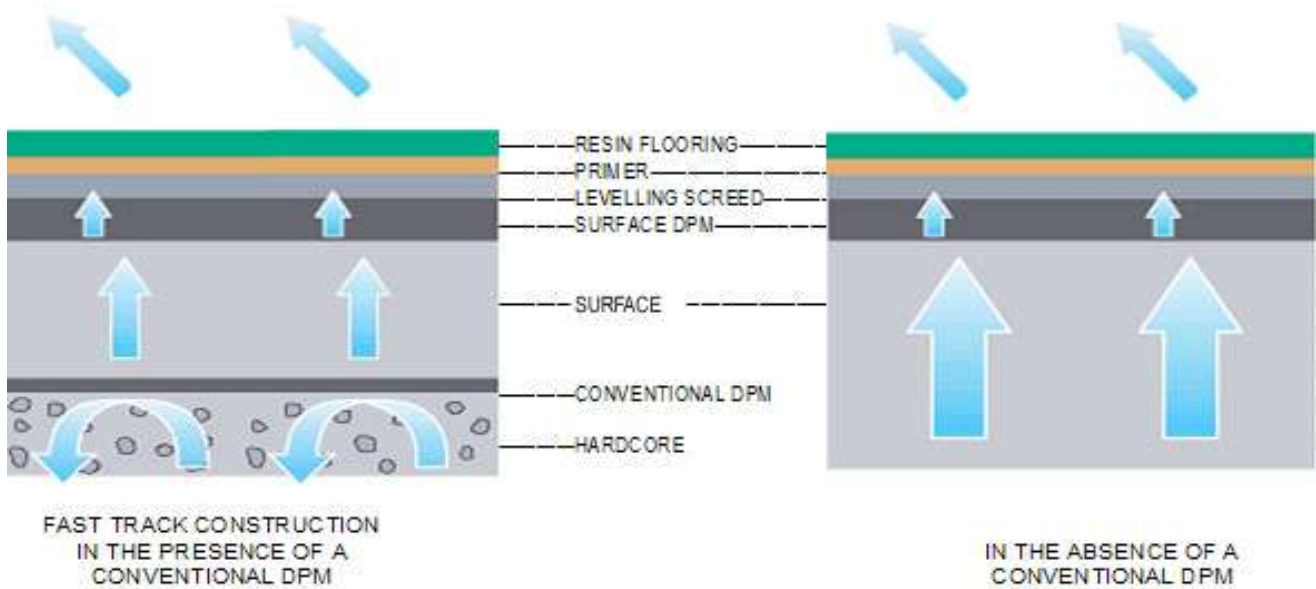 RESIN FLOORING
PRIMER
LEVELLING SCREED
SURFACE DPM
SURFACE
CONVENTIONAL DPM
HARDCORE
FAST TRACK CONSTRUCTION
IN THE PRESENCE OF A
CONVENTIONAL DPM
IN THE ABSENCE OF A
CONVENTIONAL DPM